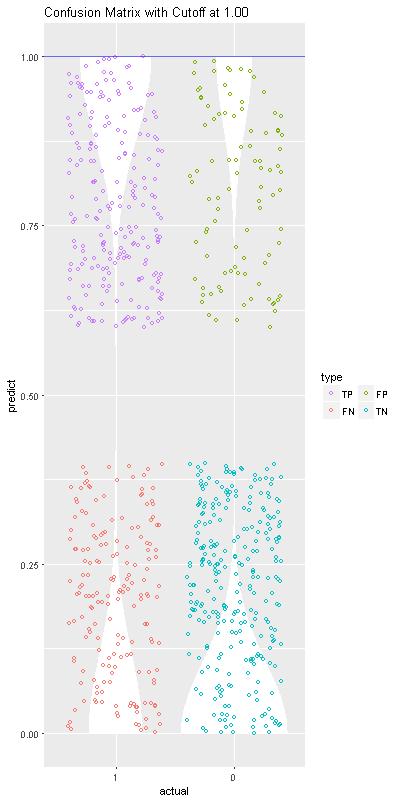 Confusion Matrix with Cutoff at 1.00
1.00
0.75
0.50
0.25
0.00
predict
1
0
actual
type
TP
FP
FN
TN